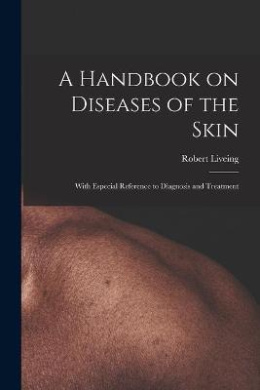 A Handbook on
Diseases of the
Skin
Robert Liveing
With Especial Reference to Diagnosis and Treatment